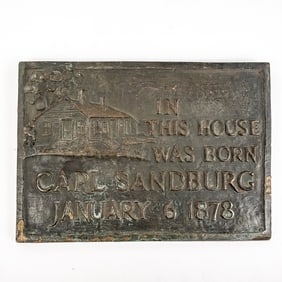 IN
THIS HOUSE
WAS BORN
CARL SANDBURG
JANUARY 6 1878